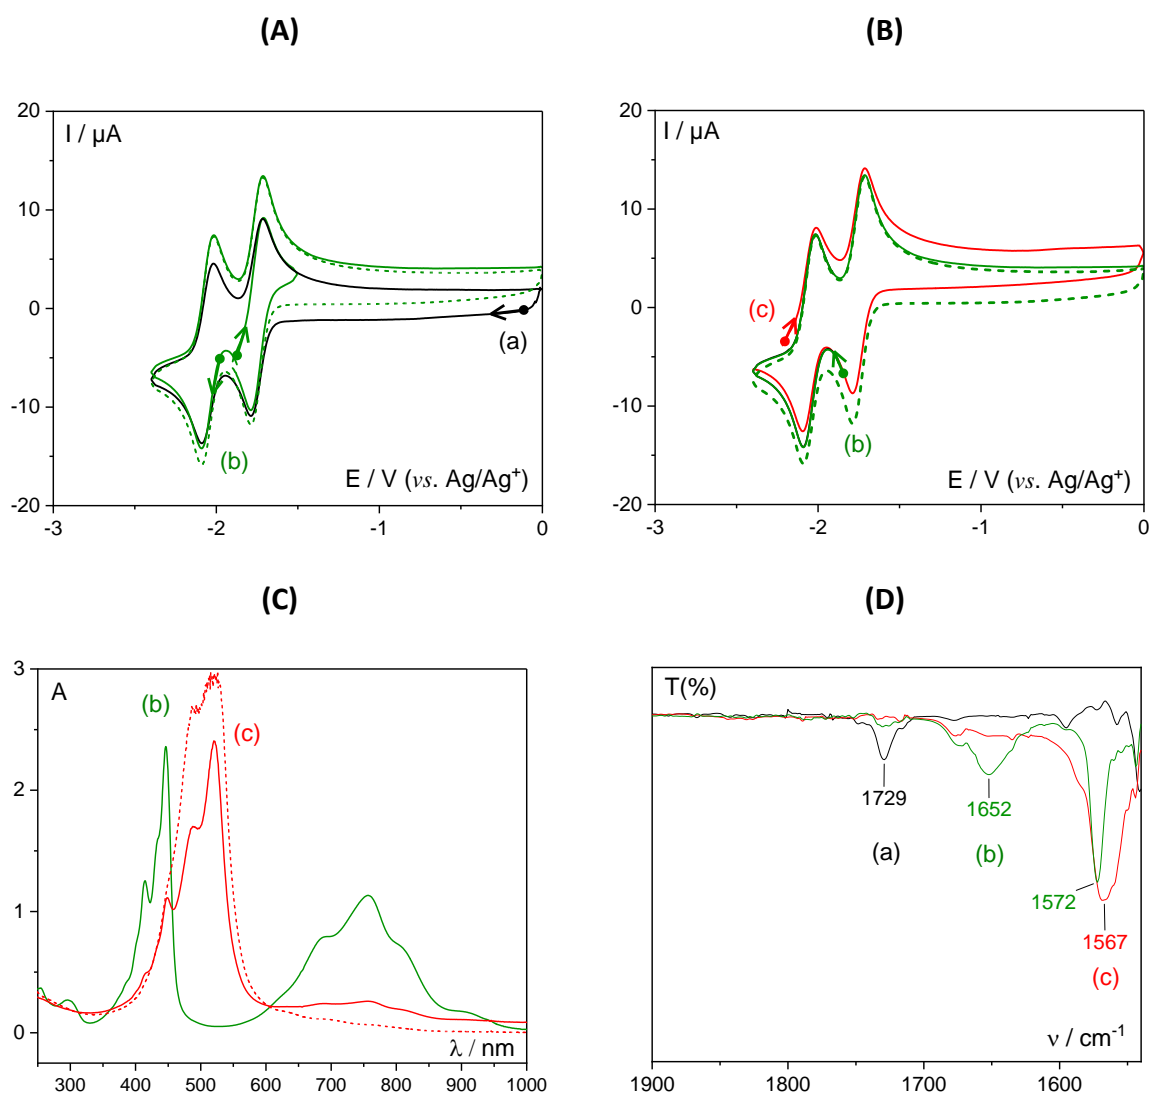 (A)
(B)
20
10
0
-10
-20
-3
-2
-1
0
I / µA
(a)
(b)
E / V (vs. Ag/Ag+)
20
10
0
-10
-20
-3
-2
-1
0
I / µA
(c)
(b)
E / V (vs. Ag/Ag+)
(C)
(D)
3
2
1
0
A
(b)
(c)
λ / nm
300 400 500 600 700 800 900 1000
T(%)
1729
(a)
1652
(b)
1572
1567
(c)
ν / cm-1
1900 1800 1700 1600